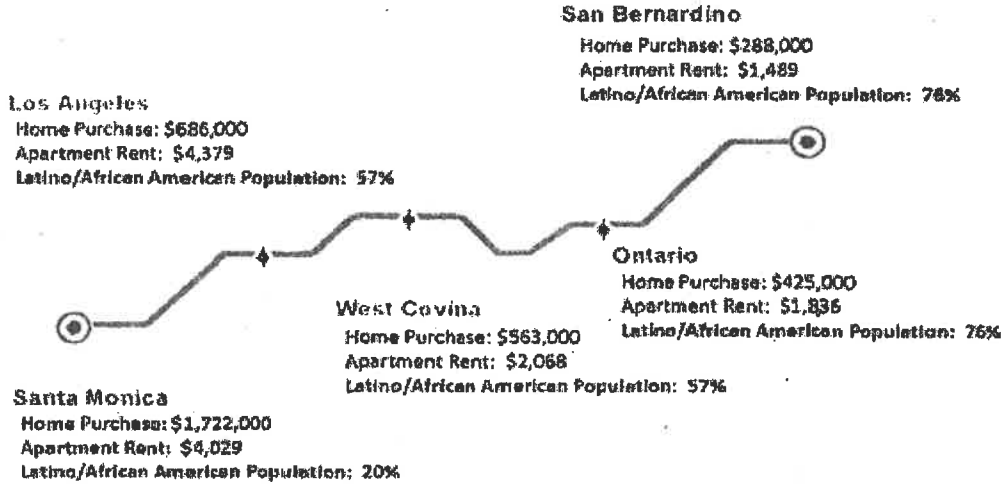 San Bernardino
Home Purchase: $288,000
Apartment Rent: $1,489
Latino/African American Population: 76%
Los Angeles
Home Purchase: $686,000
Apartment Rent: $4,379
Latino/African American Population: 57%
Ontario
Home Purchase: $425,000
Apartment Rent: $1,836
Latino/African American Population: 76%
West Covina
Home Purchase: $563,000
Apartment Rent: $2,068
Latino/African American Population: 57%
Santa Monica
Home Purchase: $1,722,000
Apartment Rent: $4,029
Latino/African American Population: 20%